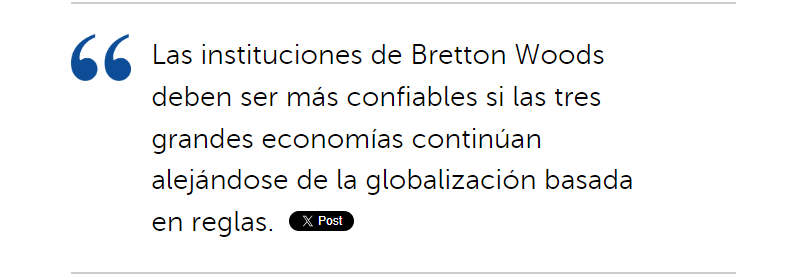 Las instituciones de Bretton Woods
deben ser más confiables si las tres
grandes economías continúan
alejándose de la globalización basada
en reglas. X Post